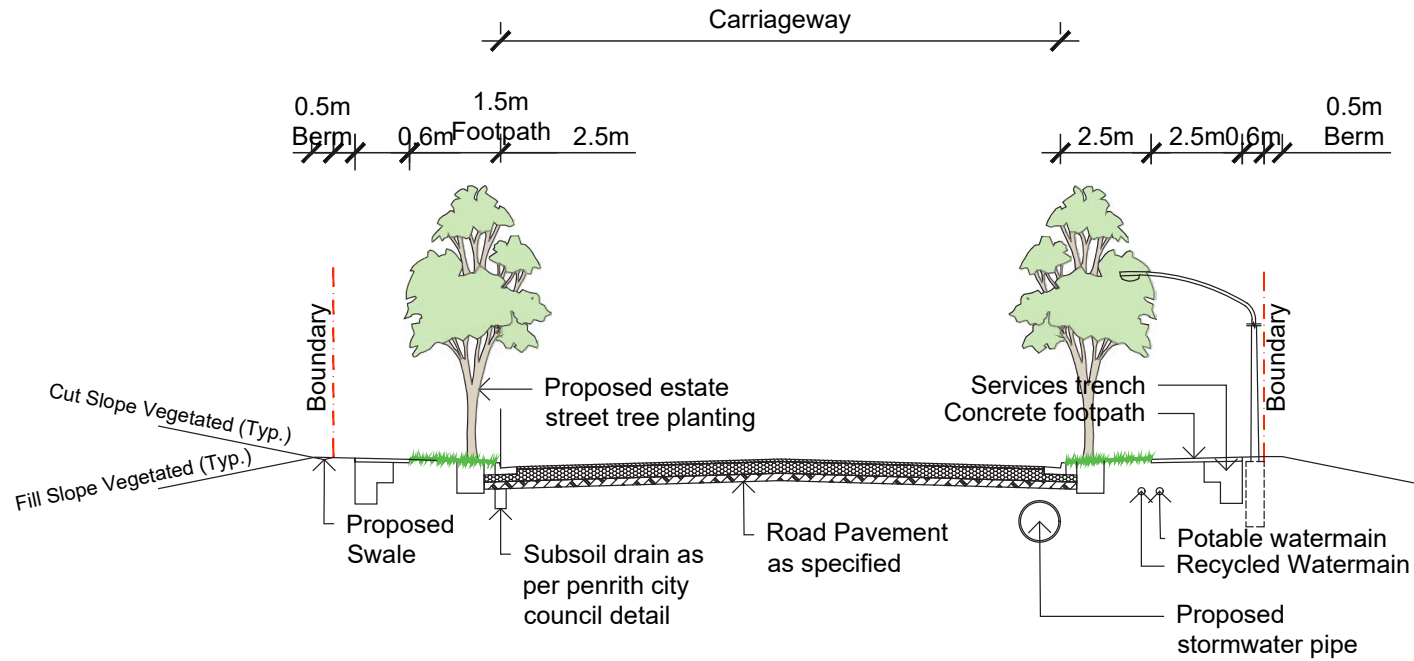 Carriageway
0.5m
Berm
0.6m
1.5m
Footpath
2.5m
2.5m
2.5m
0.6m
0.5m
Berm
Boundary
Boundary
Cut Slope Vegetated (Typ.)
Fill Slope Vegetated (Typ.)
Proposed estate
street tree planting
Services trench
Concrete footpath
Proposed
Swale
Subsoil drain as
per penrith city
council detail
Road Pavement
as specified
Potable watermain
Recycled Watermain
Proposed
stormwater pipe